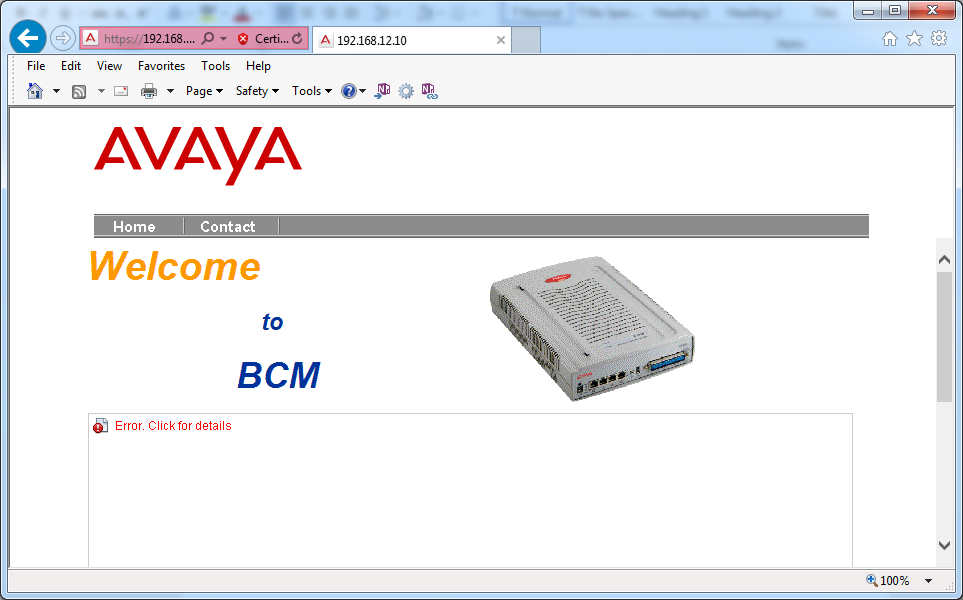 https://192.168.... Certi... 192.168.12.10
File Edit View Favorites Tools Help
Page Safety Tools
AVAYA
Home Contact
Welcome
to
BCM
Error. Click for details
100%